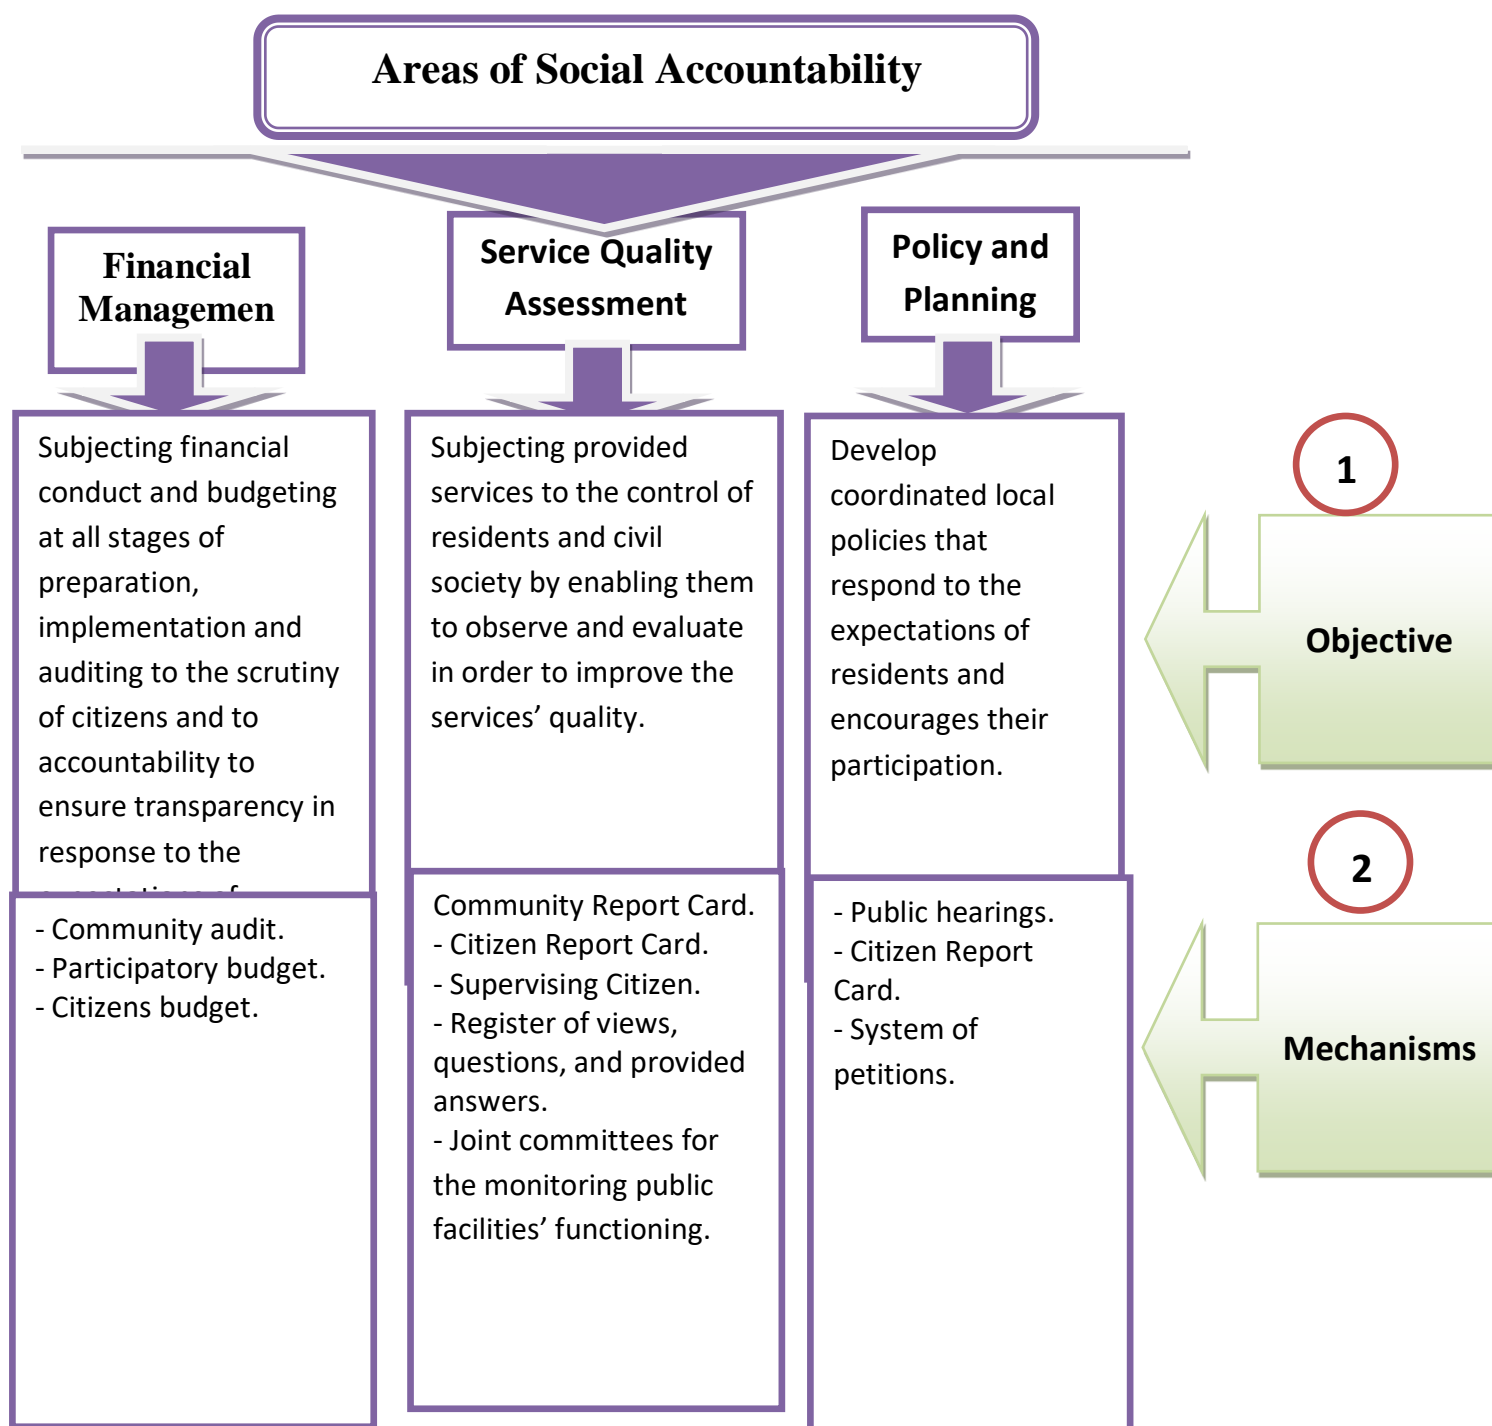 Areas of Social Accountability
Financial
Managemen
Service Quality
Assessment
Policy and
Planning
Subjecting financial
conduct and budgeting
at all stages of
preparation,
implementation and
auditing to the scrutiny
of citizens and to
accountability to
ensure transparency in
response to the
Subjecting provided
services to the control of
residents and civil
society by enabling them
to observe and evaluate
in order to improve the
services’ quality.
Develop
coordinated local
policies that
respond to the
expectations of
residents and
encourages their
participation.
1
Objective
- Community audit.
- Participatory budget.
- Citizens budget.
Community Report Card.
- Citizen Report Card.
- Supervising Citizen.
- Register of views,
questions, and provided
answers.
- Joint committees for
the monitoring public
facilities’ functioning.
- Public hearings.
- Citizen Report
Card.
- System of
petitions.
2
Mechanisms